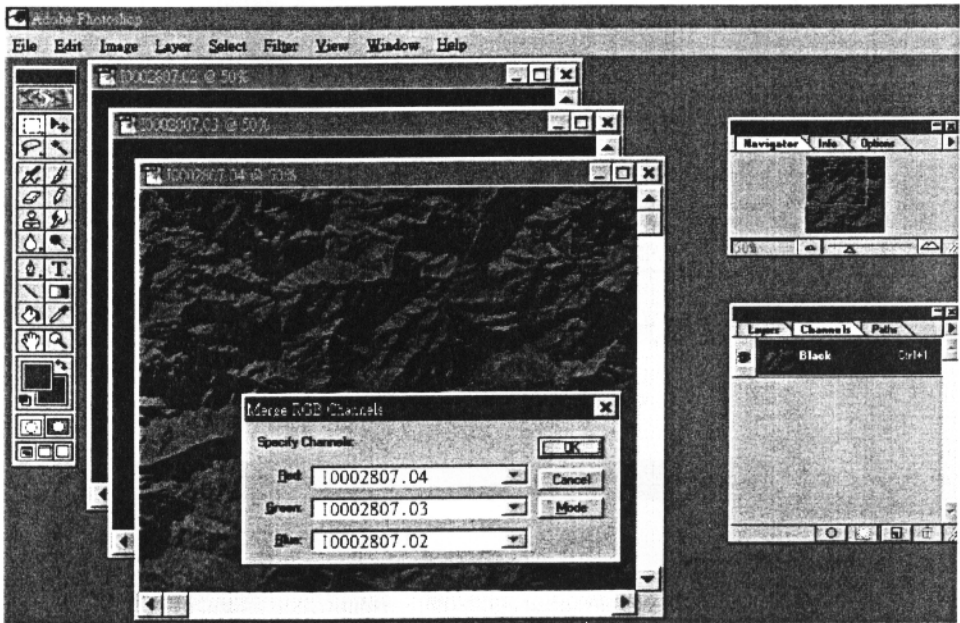 Adobe Photoshop
File Edit Image Layer Select Filter View Window Help
I0002807.02 @ 50%
I0002807.03 @ 50%
I0002807.04 @ 50%
Navigator Info Options
50%
Layers Channels Paths
Black Ctrl+1
Merge RGB Channels
Specify Channels:
OK
Red: I0002807.04
Cancel
Green: I0002807.03
Mode
Blue: I0002807.02
T